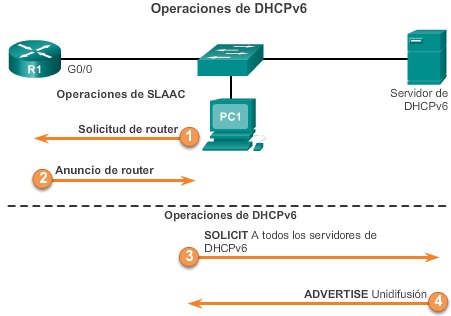 Operaciones de DHCPv6
R1
G0/0
Servidor de
DHCPv6
Operaciones de SLAAC
PC1
Solicitud de router
1
2
Anuncio de router
Operaciones de DHCPv6
SOLICIT A todos los servidores de
DHCPv6
3
ADVERTISE Unidifusión
4